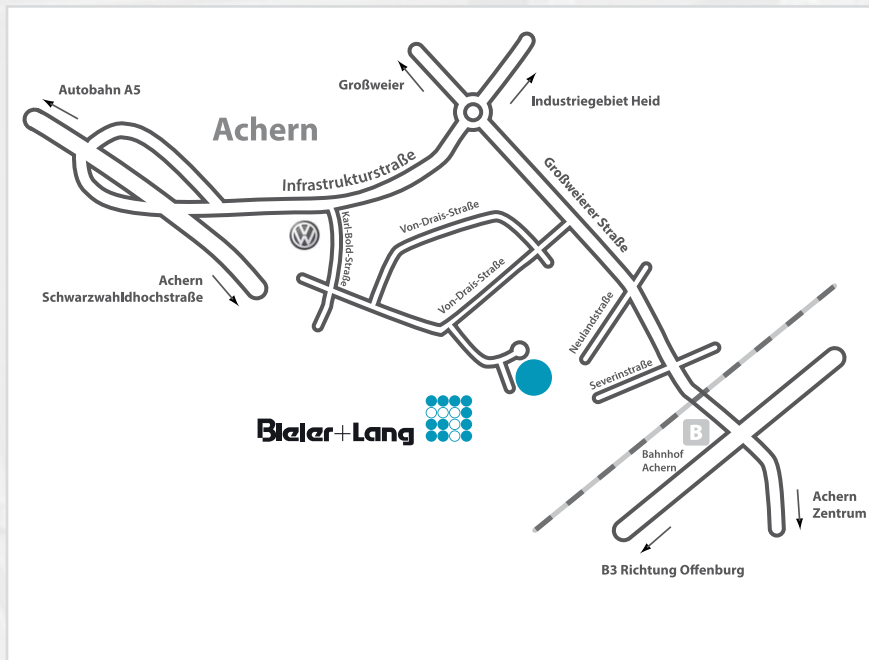 Autobahn A5
Großweier
Industriegebiet Heid
Achern
Infrastrukturstraße
Großweierer Straße
Karl-Bold-Straße
Von-Drais-Straße
Von-Drais-Straße
Achern
Schwarzwaldhochstraße
Neulandstraße
Severinstraße
Bieler+Lang
B
Bahnhof
Achern
Achern
Zentrum
B3 Richtung Offenburg